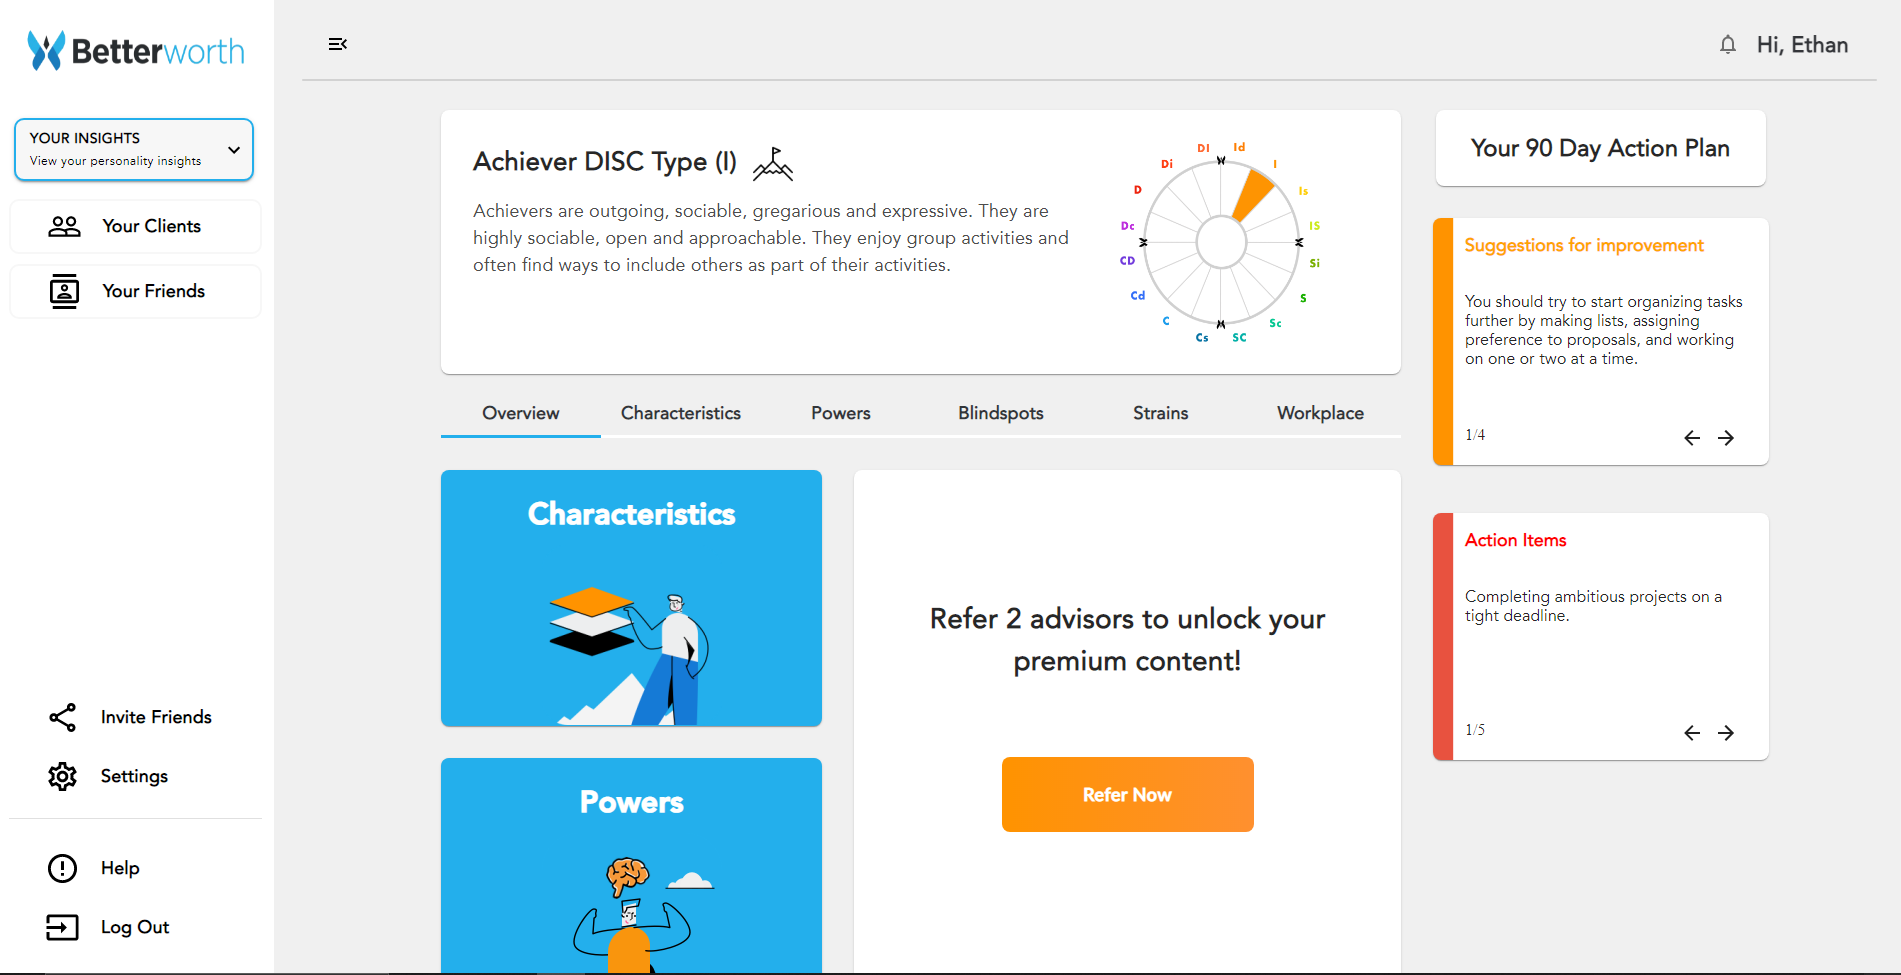 Betterworth
Hi, Ethan
YOUR INSIGHTS
View your personality insights
Your Clients
Your Friends
Invite Friends
Settings
Help
Log Out
Achiever DISC Type (I)
Achievers are outgoing, sociable, gregarious and expressive. They are
highly sociable, open and approachable. They enjoy group activities and
often find ways to include others as part of their activities.
DI
Id
I
Is
IS
Si
S
Sc
SC
Cs
C
Cd
CD
Dc
D
Di
Overview
Characteristics
Powers
Blindspots
Strains
Workplace
Characteristics
Powers
Refer 2 advisors to unlock your
premium content!
Refer Now
Your 90 Day Action Plan
Suggestions for improvement
You should try to start organizing tasks
further by making lists, assigning
preference to proposals, and working
on one or two at a time.
1/4
Action Items
Completing ambitious projects on a
tight deadline.
1/5